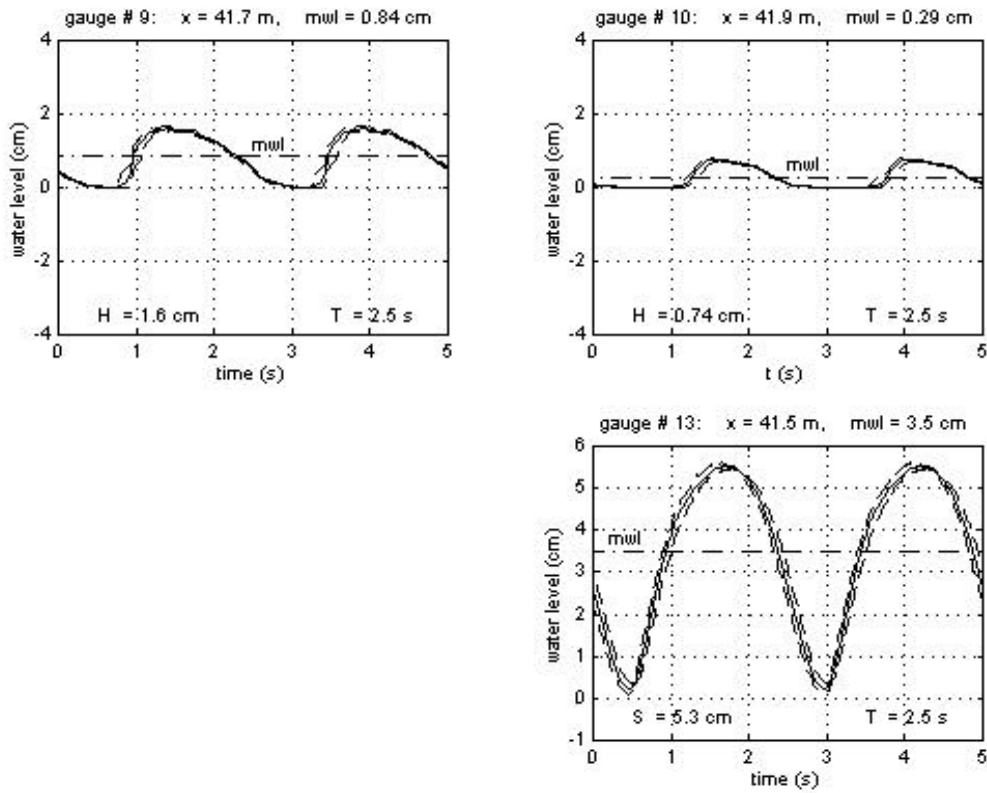 gauge # 9: x = 41.7 m, mwl = 0.84 cm
4
2
0
-2
-4
water level (cm)
mwl
H = 1.6 cm T = 2.5 s
0 1 2 3 4 5
time (s)
gauge # 10: x = 41.9 m, mwl = 0.29 cm
4
2
0
-2
-4
water level (cm)
mwl
H = 0.74 cm T = 2.5 s
0 1 2 3 4 5
t (s)
gauge # 13: x = 41.5 m, mwl = 3.5 cm
6
5
4
3
2
1
0
-1
water level (cm)
mwl
S = 5.3 cm T = 2.5 s
0 1 2 3 4 5
time (s)